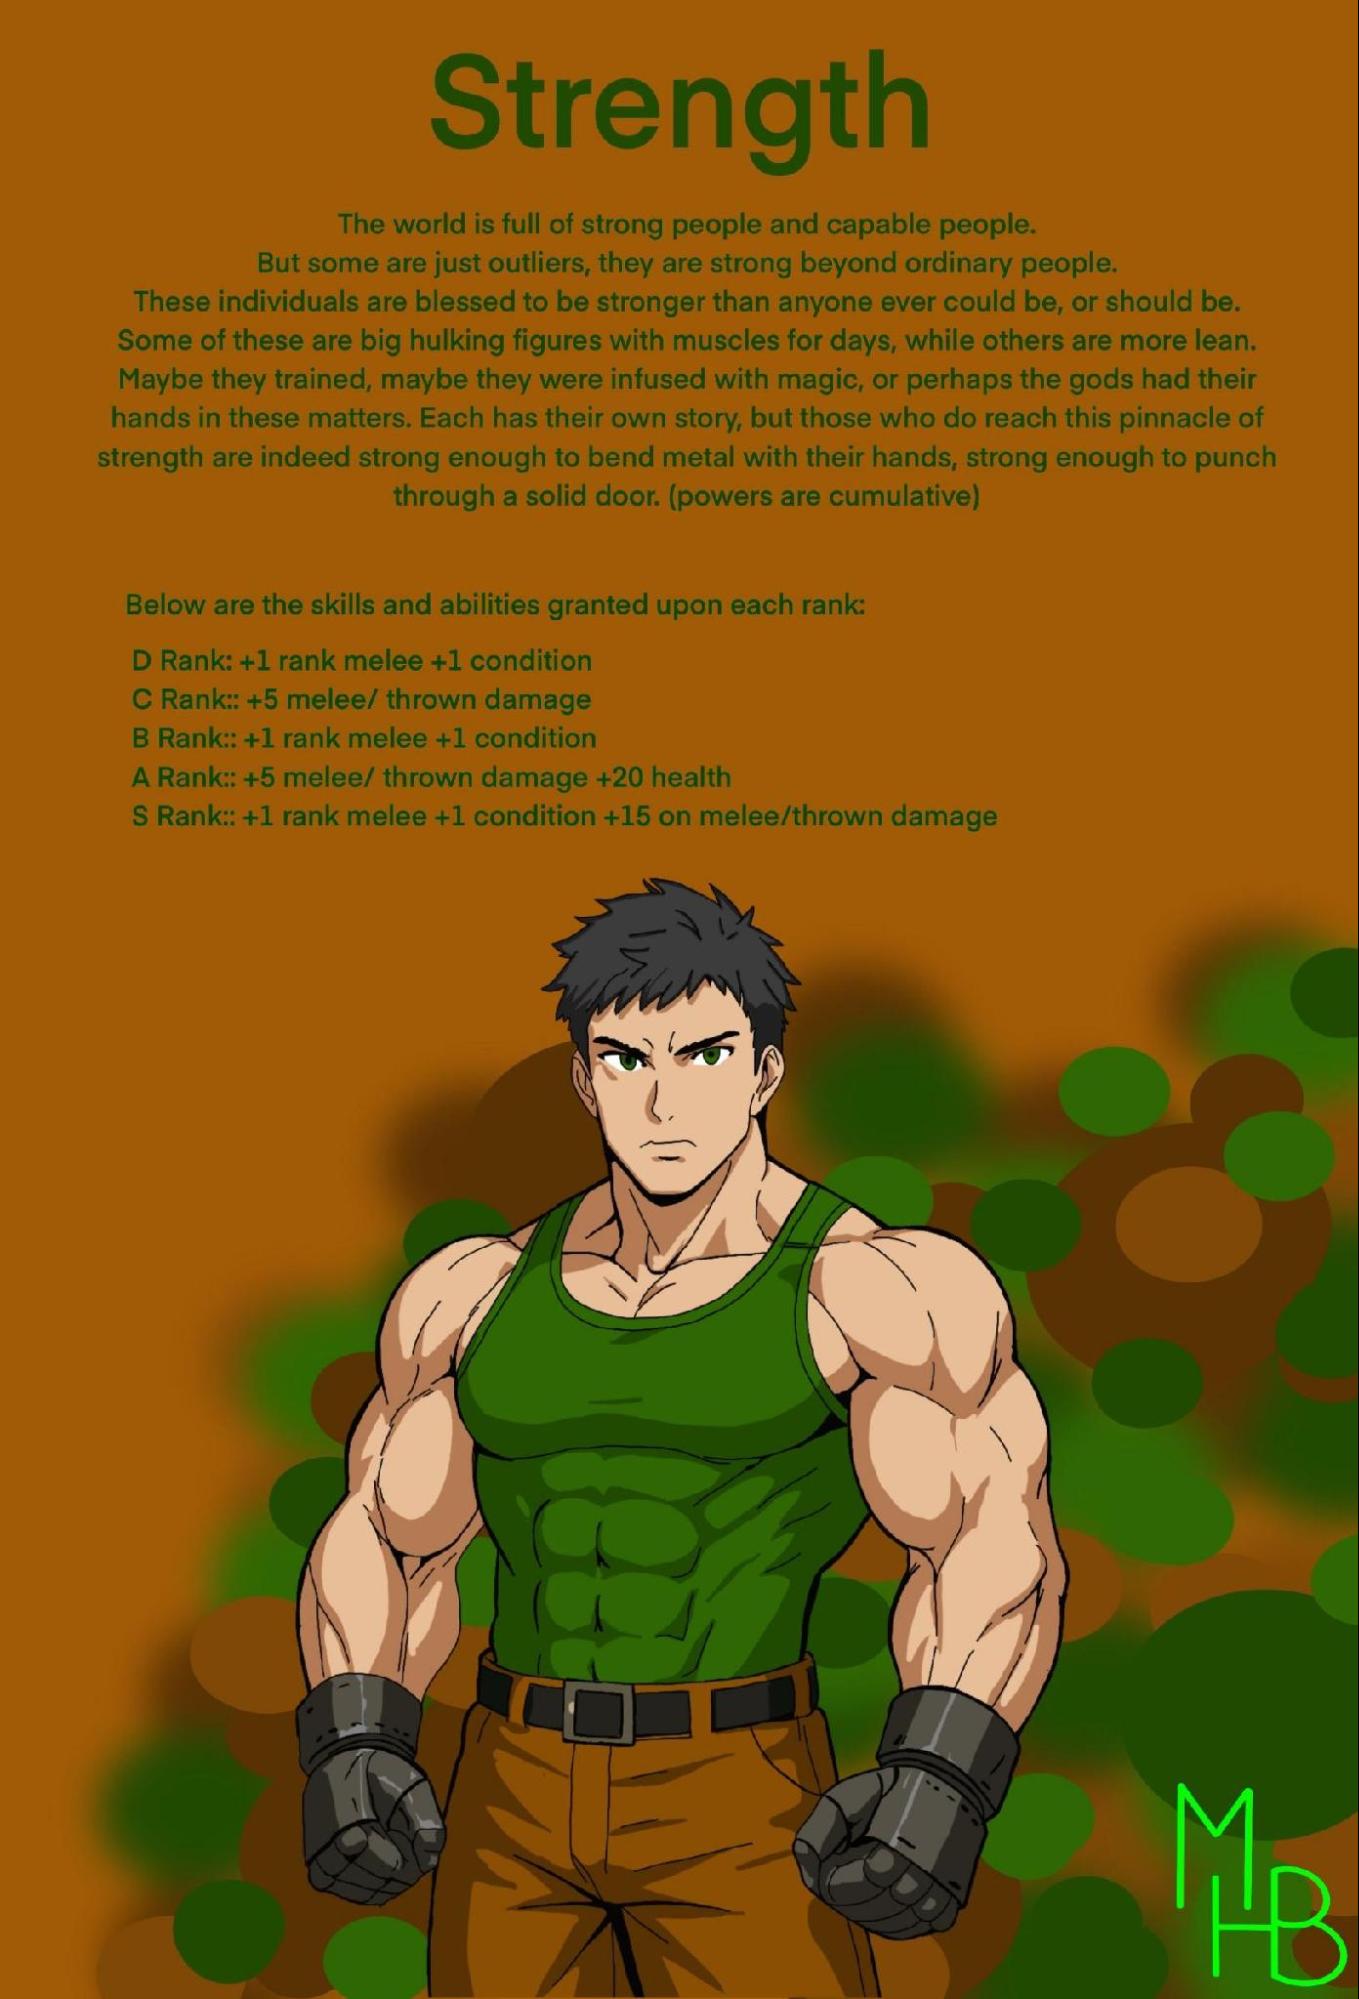 Strength
The world is full of strong people and capable people.
But some are just outliers, they are strong beyond ordinary people.
These individuals are blessed to be stronger than anyone ever could be, or should be.
Some of these are big hulking figures with muscles for days, while others are more lean.
Maybe they trained, maybe they were infused with magic, or perhaps the gods had their
hands in these matters. Each has their own story, but those who do reach this pinnacle of
strength are indeed strong enough to bend metal with their hands, strong enough to punch
through a solid door. (powers are cumulative)
Below are the skills and abilities granted upon each rank:
D Rank: +1 rank melee +1 condition
C Rank:: +5 melee/ thrown damage
B Rank:: +1 rank melee +1 condition
A Rank:: +5 melee/ thrown damage +20 health
S Rank:: +1 rank melee +1 condition +15 on melee/thrown damage
MHB